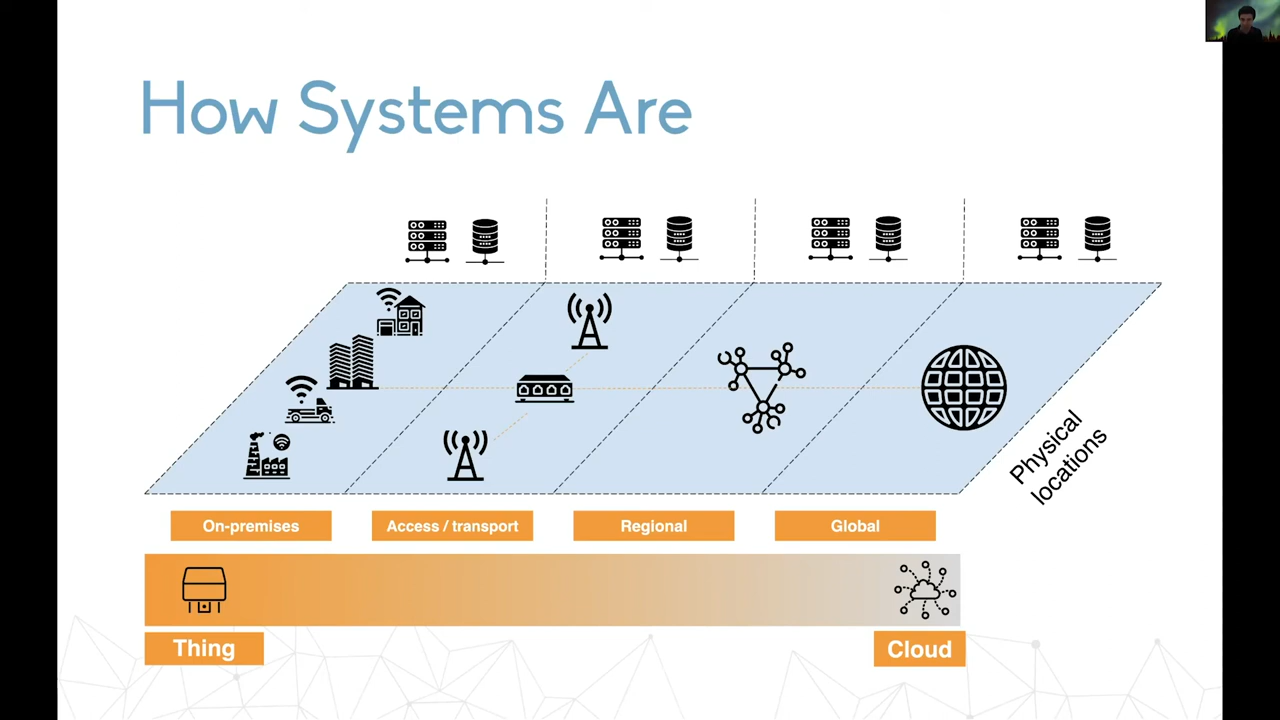 How Systems Are
Physical
locations
On-premises
Access / transport
Regional
Global
Thing
Cloud